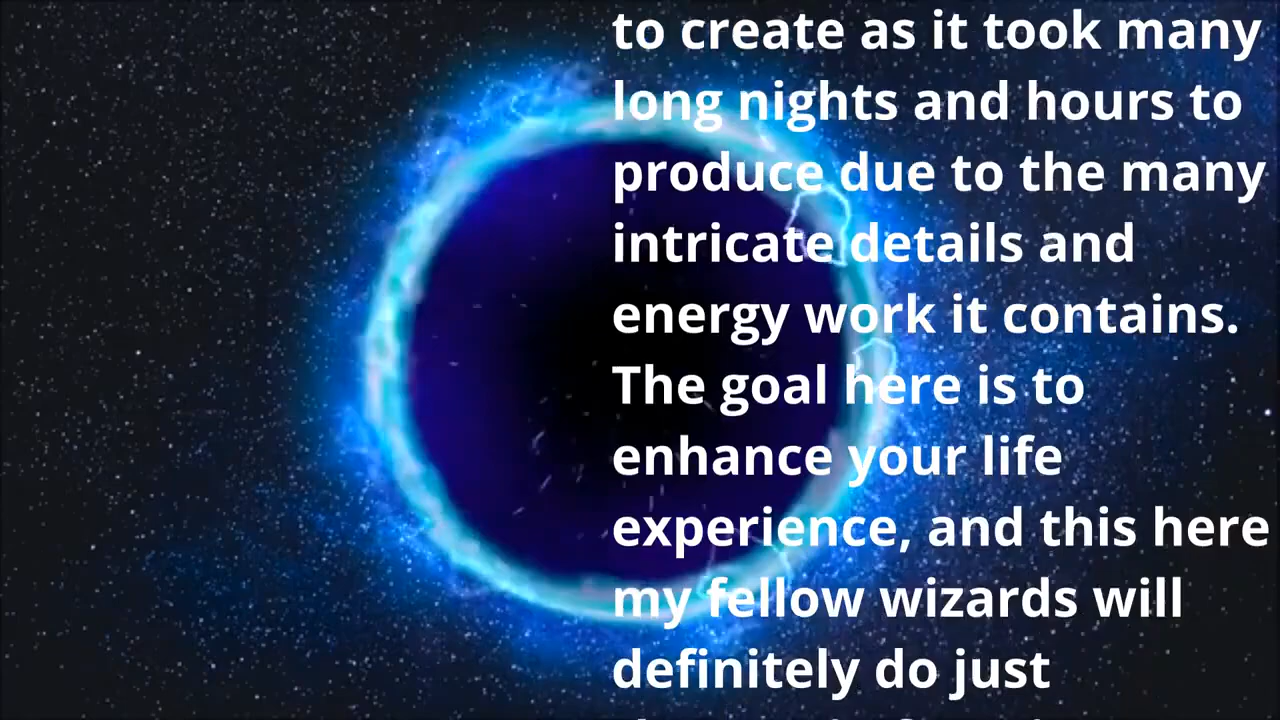 to create as it took many
long nights and hours to
produce due to the many
intricate details and
energy work it contains.
The goal here is to
enhance your life
experience, and this here
my fellow wizards will
definitely do just